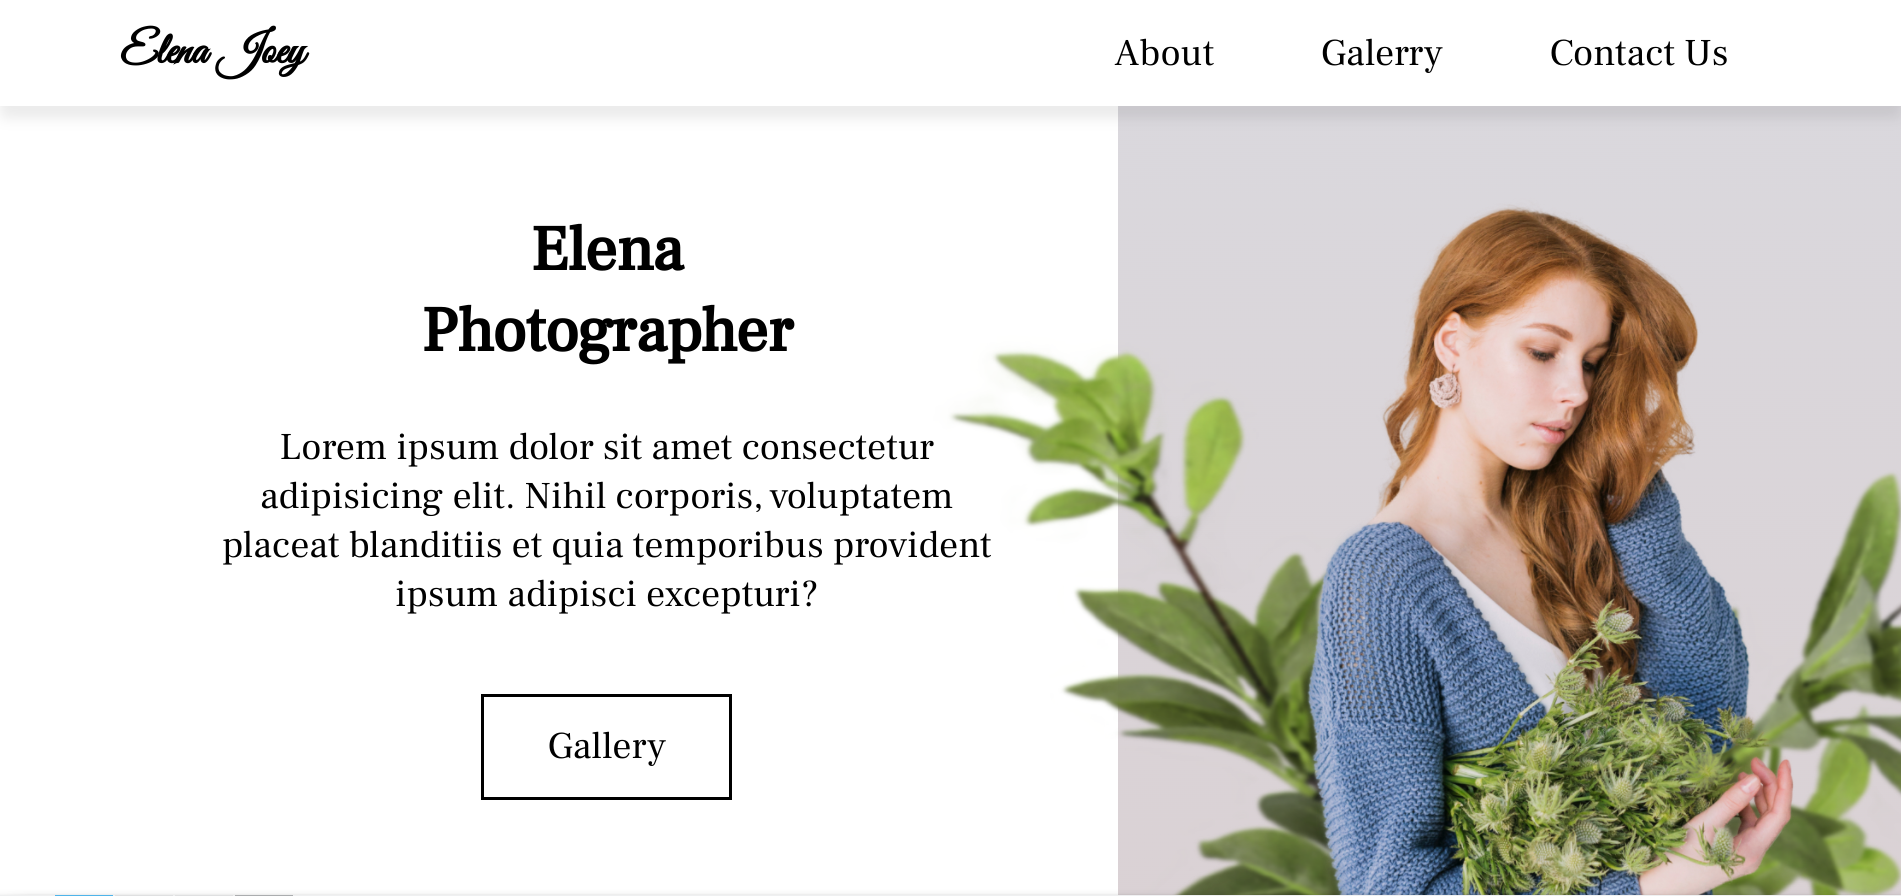 Elena Joey
About Galerry Contact Us
Elena
Photographer
Lorem ipsum dolor sit amet consectetur
adipisicing elit. Nihil corporis, voluptatem
placeat blanditiis et quia temporibus provident
ipsum adipisci excepturi?
Gallery